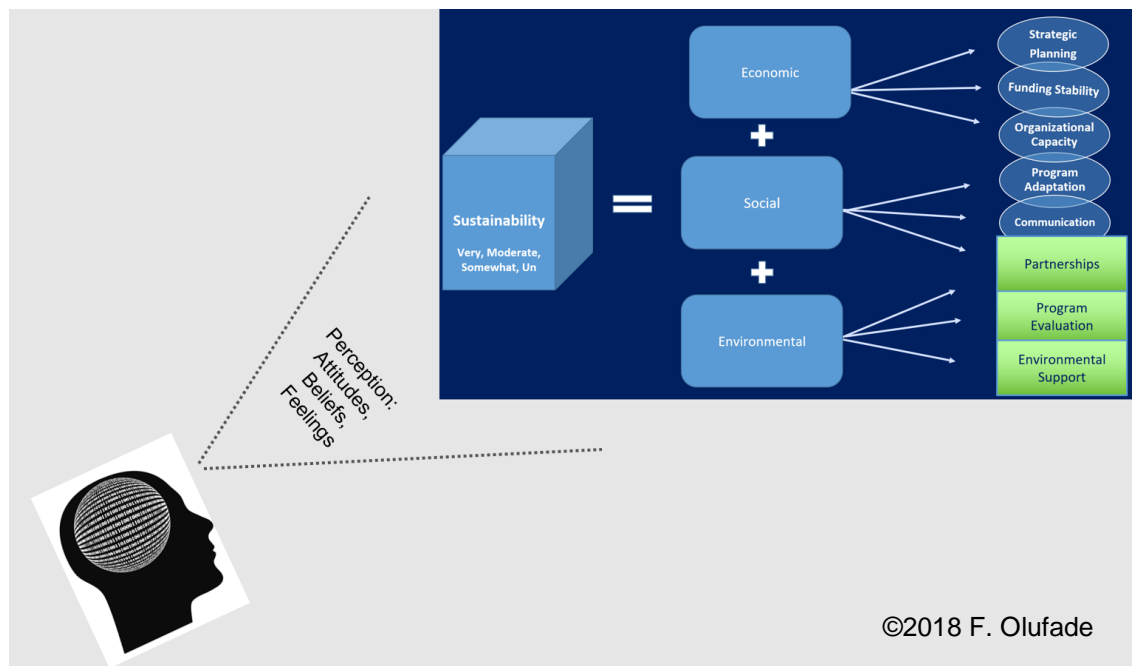 Sustainability
Very, Moderate,
Somewhat, Un
=
Economic
+
Social
+
Environmental
Strategic
Planning
Funding Stability
Organizational
Capacity
Program
Adaptation
Communication
Partnerships
Program
Evaluation
Environmental
Support
Perception:
Attitudes,
Beliefs,
Feelings
©2018 F. Olufade